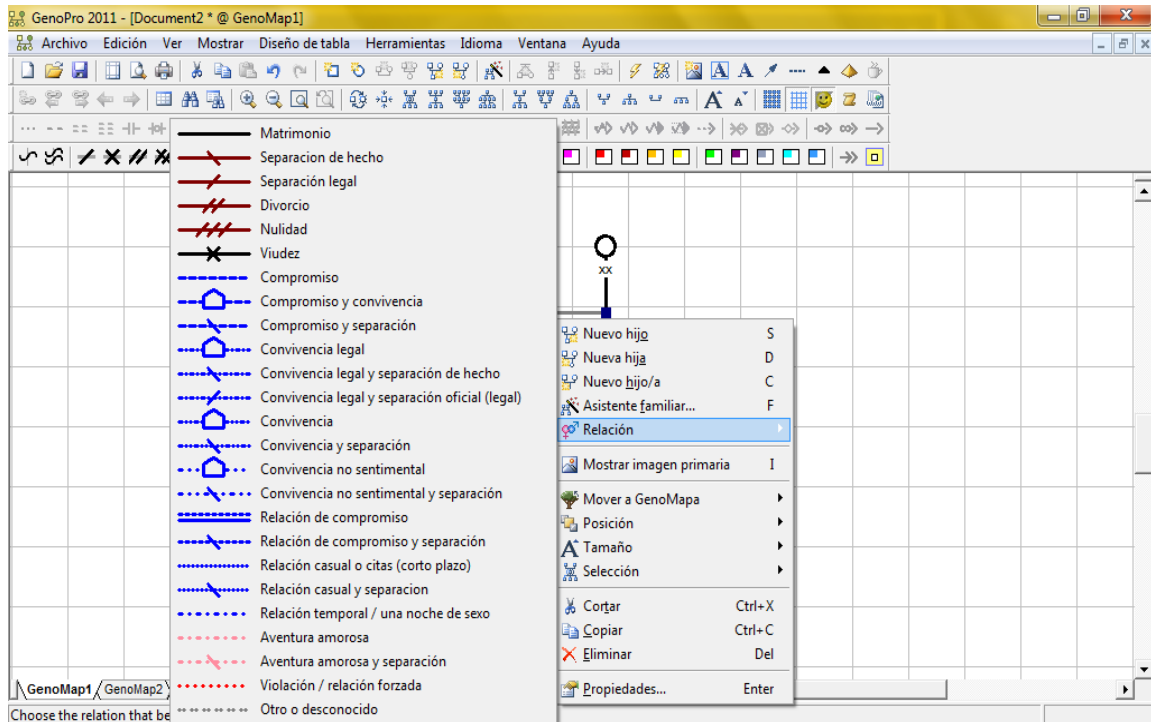 GenoPro 2011 - [Document2 * @ GenoMap1]
Archivo Edición Ver Mostrar Diseño de tabla Herramientas Idioma Ventana Ayuda
Matrimonio
Separacion de hecho
Separación legal
Divorcio
Nulidad
Viudez
Compromiso
Compromiso y convivencia
Compromiso y separación
Convivencia legal
Convivencia legal y separación de hecho
Convivencia legal y separación oficial (legal)
Convivencia
Convivencia y separación
Convivencia no sentimental
Convivencia no sentimental y separación
Relación de compromiso
Relación de compromiso y separación
Relación casual o citas (corto plazo)
Relación casual y separacion
Relación temporal / una noche de sexo
Aventura amorosa
Aventura amorosa y separación
Violación / relación forzada
Otro o desconocido
xx
Nuevo hijo S
Nueva hija D
Nuevo hijo/a C
Asistente familiar... F
Relación
Mostrar imagen primaria I
Mover a GenoMapa
Posición
Tamaño
Selección
Cortar Ctrl+X
Copiar Ctrl+C
Eliminar Del
Propiedades... Enter
GenoMap1 GenoMap2
Choose the relation that be